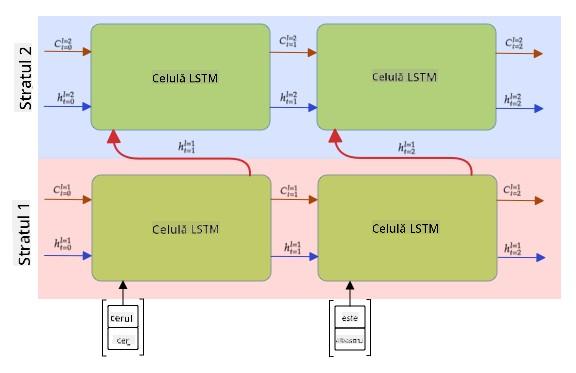 Stratul 2
C_{t=0}^{l=2}
C_{t=1}^{l=2}
C_{t=2}^{l=2}
Celulă LSTM
Celulă LSTM
h_{t=0}^{l=2}
h_{t=1}^{l=2}
h_{t=2}^{l=2}
h_{t=1}^{l=1}
h_{t=2}^{l=1}
Stratul 1
C_{t=0}^{l=1}
C_{t=1}^{l=1}
C_{t=2}^{l=1}
Celulă LSTM
Celulă LSTM
h_{t=0}^{l=1}
h_{t=1}^{l=1}
h_{t=2}^{l=1}
cerul
este
albastru